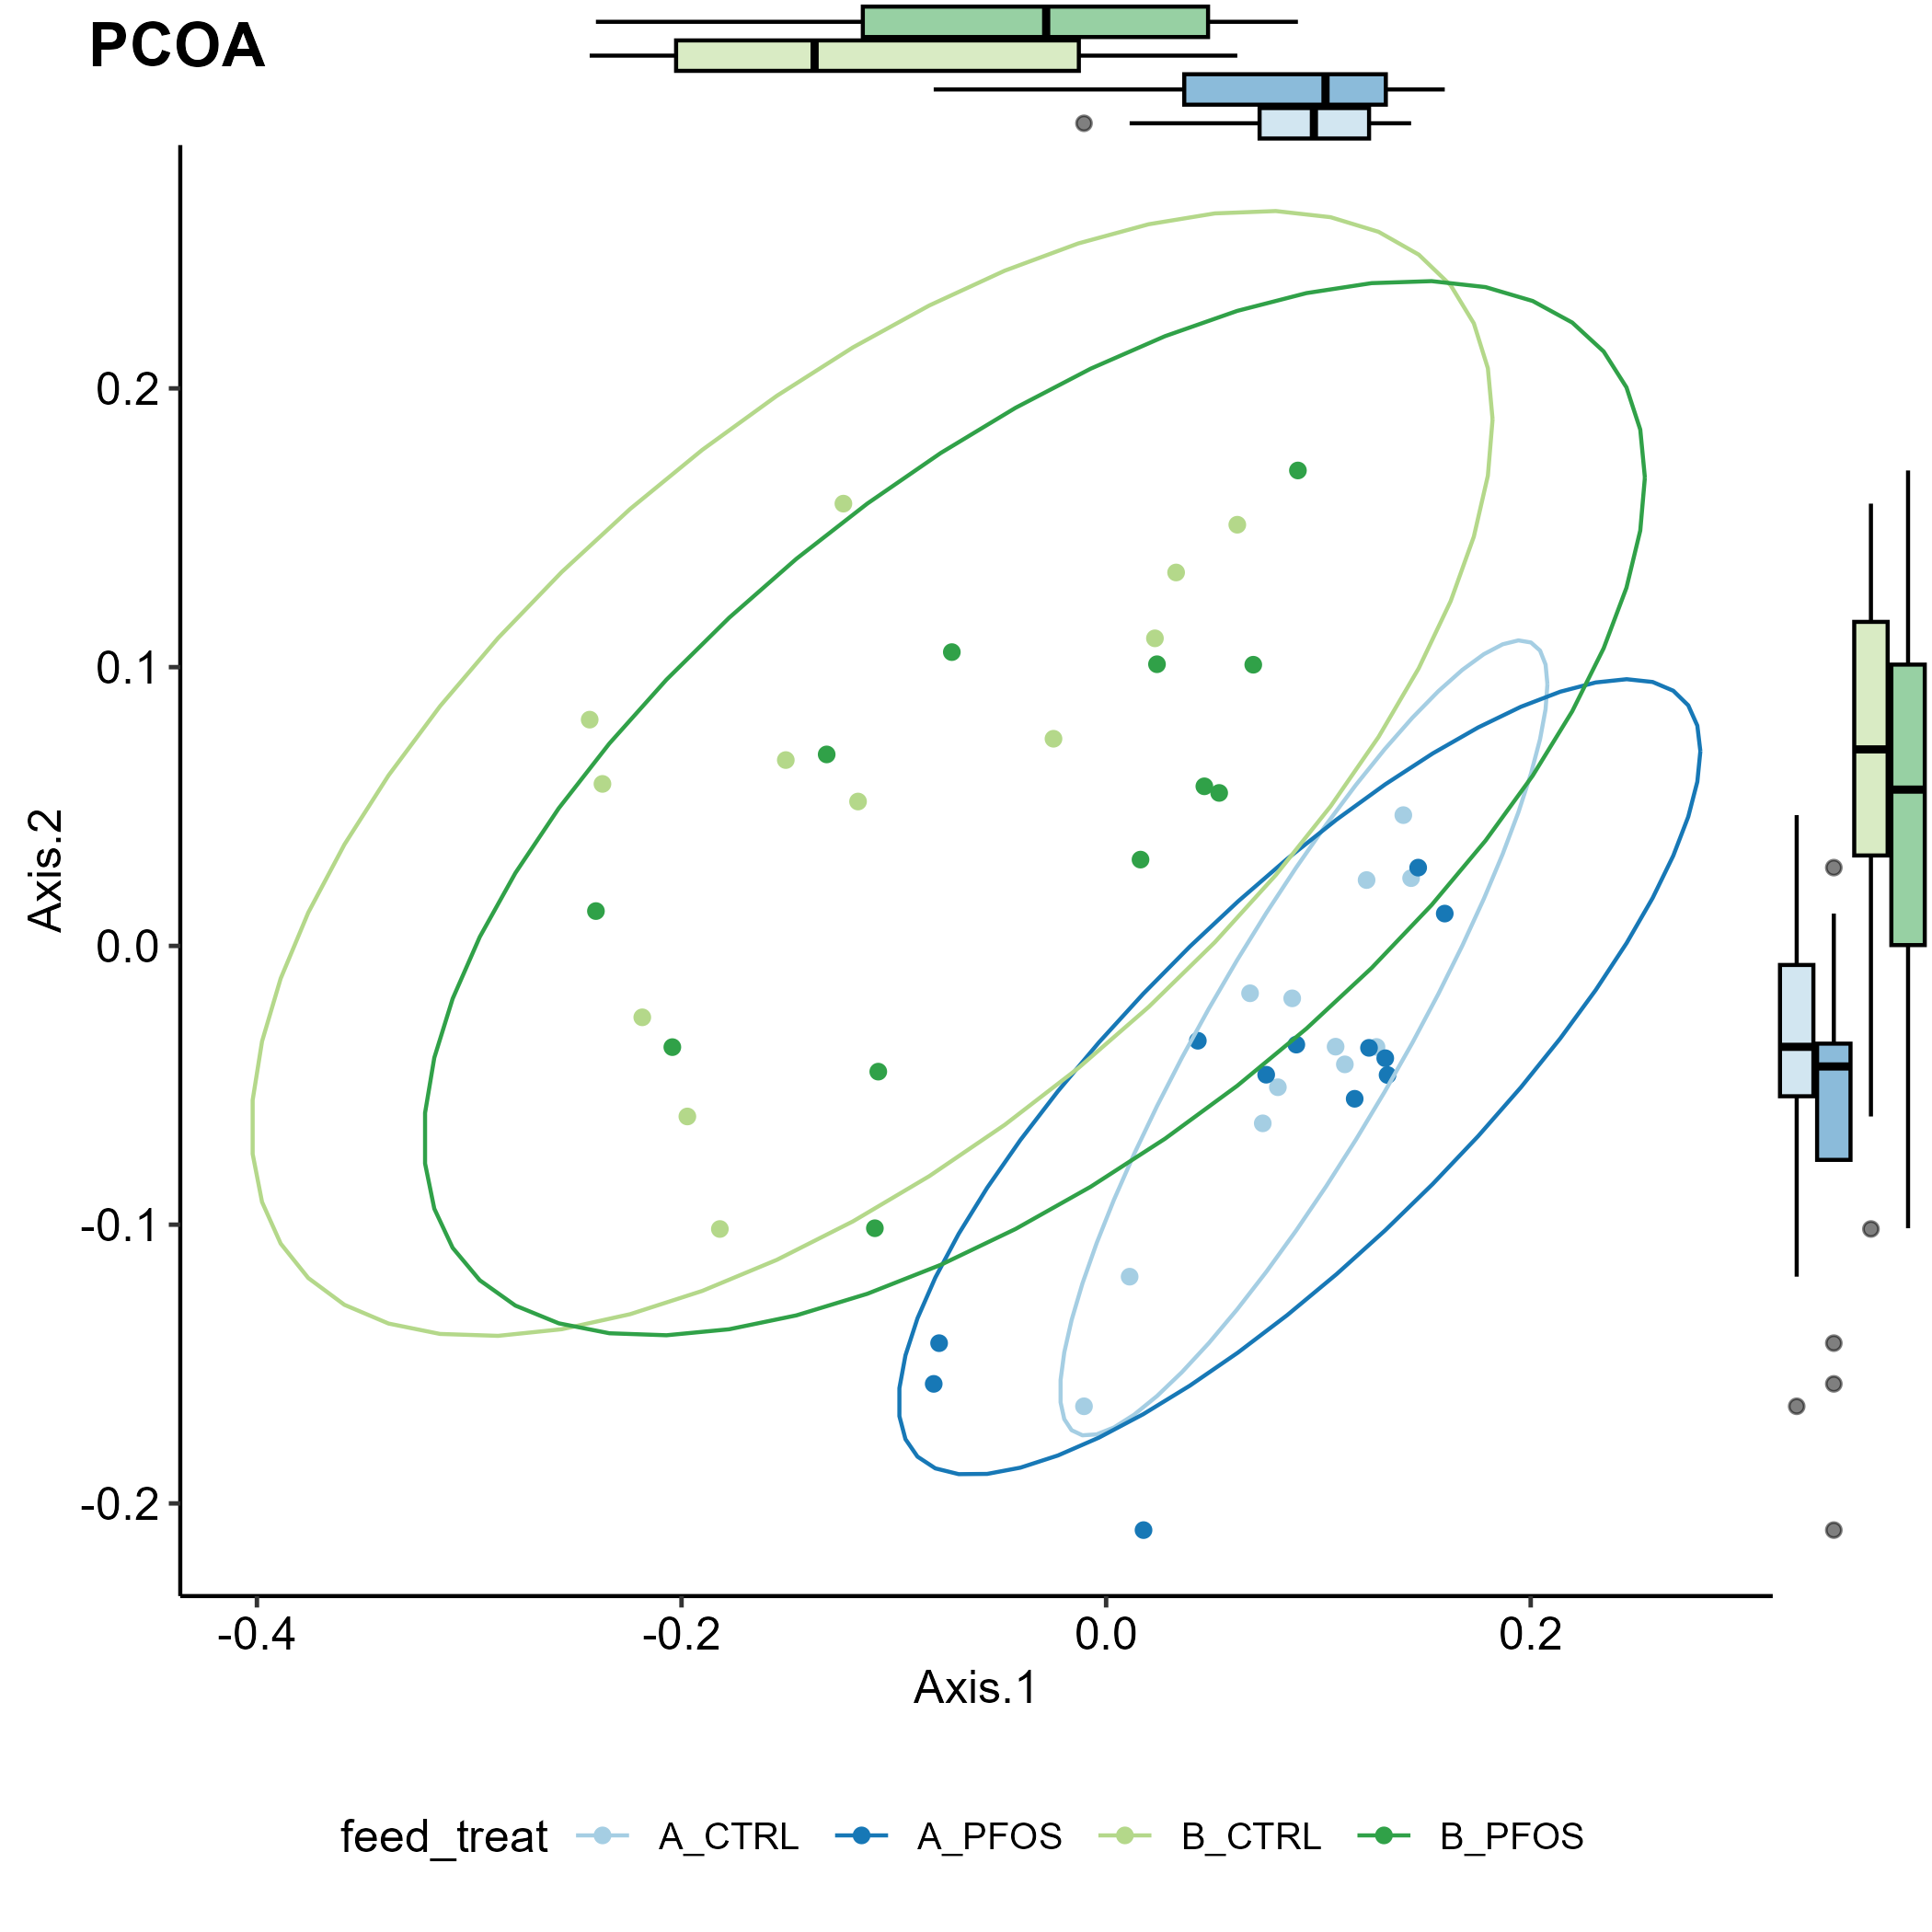 PCOA
0.2
0.1
0.0
-0.1
-0.2
Axis.2
-0.4 -0.2 0.0 0.2
Axis.1
feed_treat A_CTRL A_PFOS B_CTRL B_PFOS